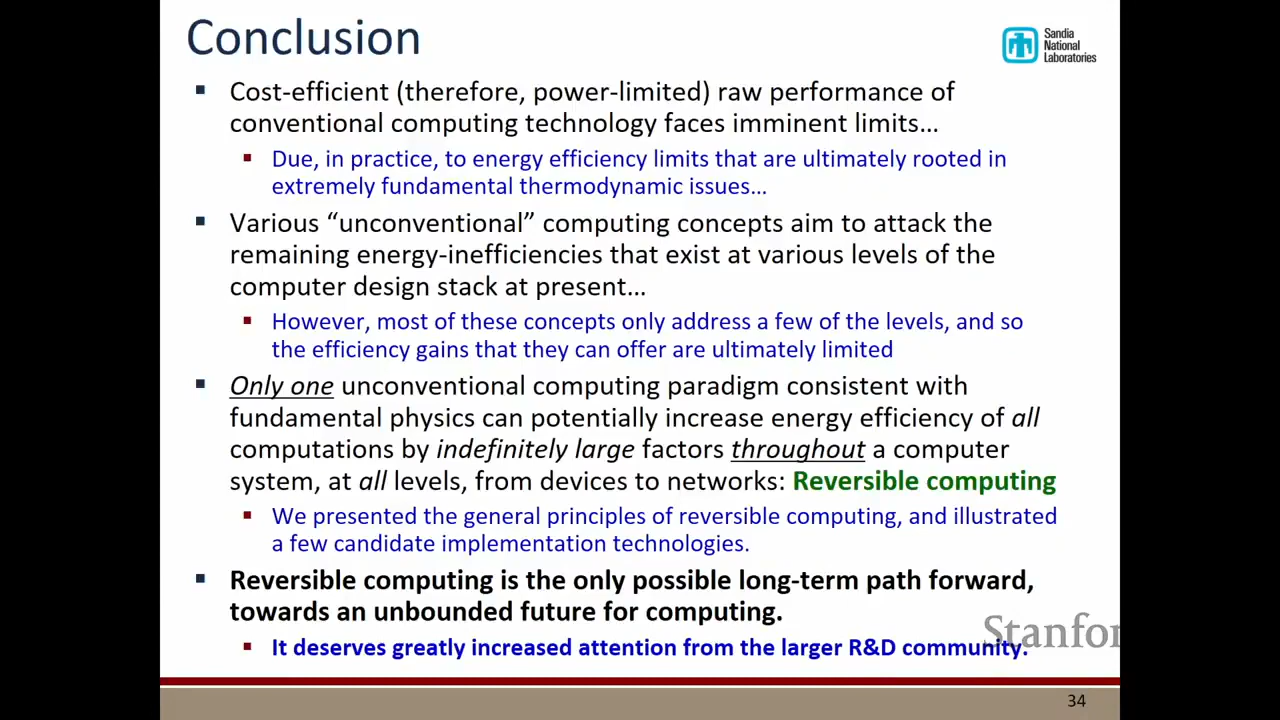 Conclusion
Sandia
National
Laboratories
▪ Cost-efficient (therefore, power-limited) raw performance of
conventional computing technology faces imminent limits…
▪ Due, in practice, to energy efficiency limits that are ultimately rooted in
extremely fundamental thermodynamic issues…
▪ Various “unconventional” computing concepts aim to attack the
remaining energy-inefficiencies that exist at various levels of the
computer design stack at present…
▪ However, most of these concepts only address a few of the levels, and so
the efficiency gains that they can offer are ultimately limited
▪ Only one unconventional computing paradigm consistent with
fundamental physics can potentially increase energy efficiency of all
computations by indefinitely large factors throughout a computer
system, at all levels, from devices to networks: Reversible computing
▪ We presented the general principles of reversible computing, and illustrated
a few candidate implementation technologies.
▪ Reversible computing is the only possible long-term path forward,
towards an unbounded future for computing.
Stanfor
▪ It deserves greatly increased attention from the larger R&D community.
34